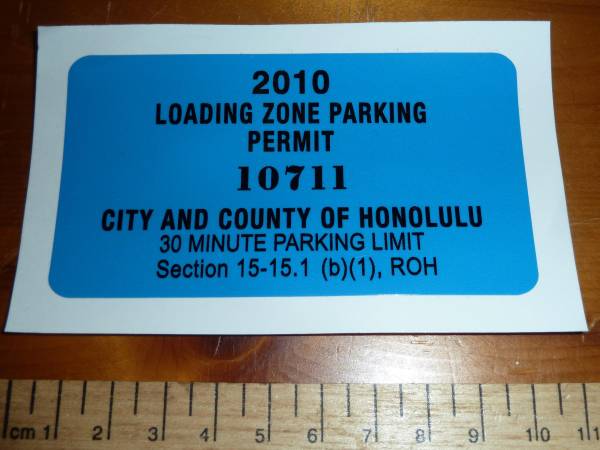 2010
LOADING ZONE PARKING
PERMIT
10711
CITY AND COUNTY OF HONOLULU
30 MINUTE PARKING LIMIT
Section 15-15.1 (b)(1), ROH
cm 1 2 3 4 5 6 7 8 9 10 11